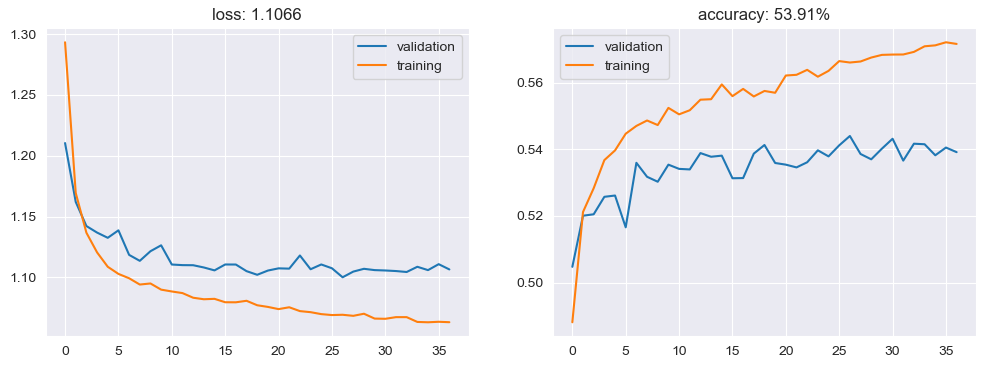 loss: 1.1066
1.30
1.25
1.20
1.15
1.10
0 5 10 15 20 25 30 35
validation
training
accuracy: 53.91%
0.56
0.54
0.52
0.50
0 5 10 15 20 25 30 35
validation
training